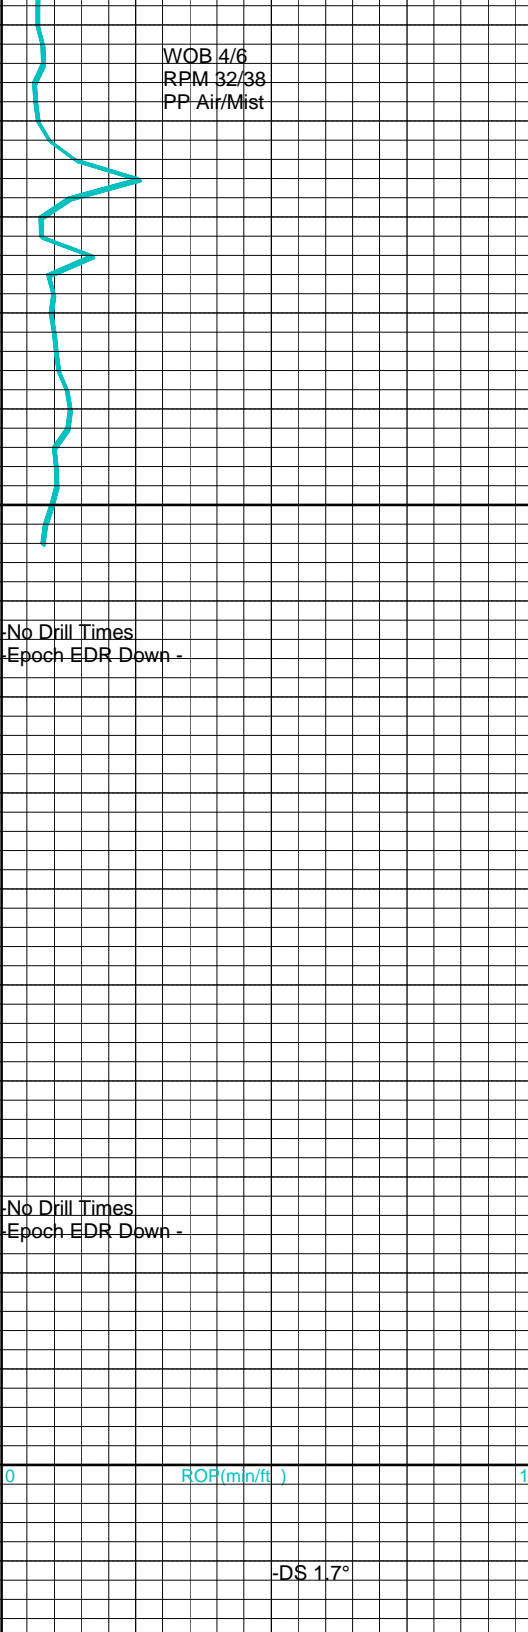 WOB 4/6
RPM 32/38
PP Air/Mist
-No Drill Times
-Epoch EDR Down -
-No Drill Times
-Epoch EDR Down -
0 ROP(min/ft ) 1
-DS 1.7°